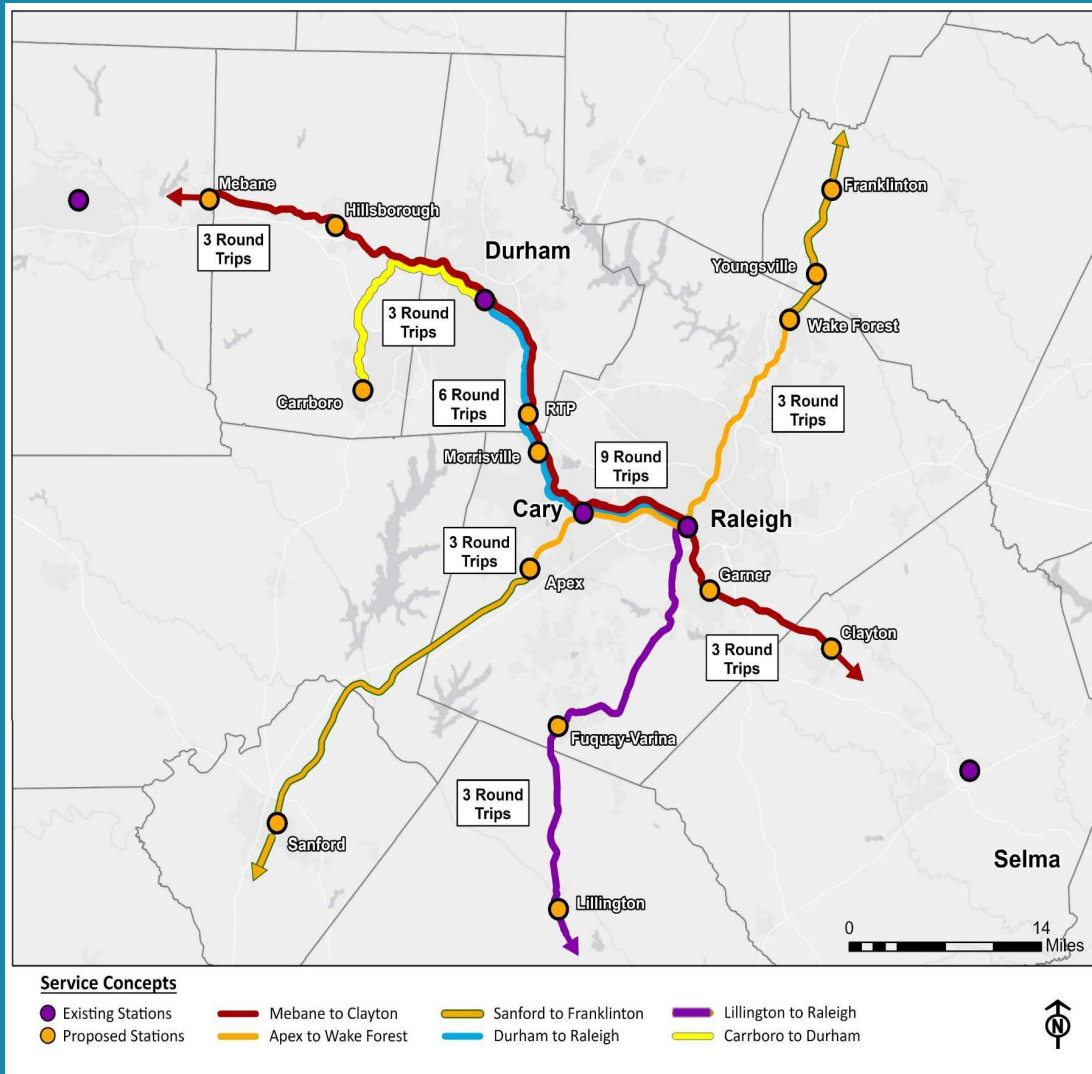 Mebane
Hillsborough
Franklinton
3 Round
Trips
Durham
Youngsville
3 Round
Trips
Wake Forest
Carrboro
6 Round
Trips
RTP
3 Round
Trips
Morrisville
9 Round
Trips
Cary
Raleigh
3 Round
Trips
Apex
Garner
Clayton
3 Round
Trips
Fuquay-Varina
3 Round
Trips
Sanford
Selma
Lillington
0 14
Miles
Service Concepts
Existing Stations Mebane to Clayton Sanford to Franklinton Lillington to Raleigh
Proposed Stations Apex to Wake Forest Durham to Raleigh Carrboro to Durham
N